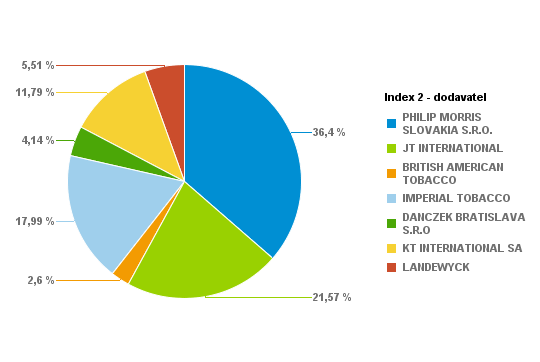 5,51 %
11,79 %
4,14 %
17,99 %
2,6 %
36,4 %
21,57 %
Index 2 - dodavatel
PHILIP MORRIS
SLOVAKIA S.R.O.
JT INTERNATIONAL
BRITISH AMERICAN
TOBACCO
IMPERIAL TOBACCO
DANCZEK BRATISLAVA
S.R.O
KT INTERNATIONAL SA
LANDEWYCK